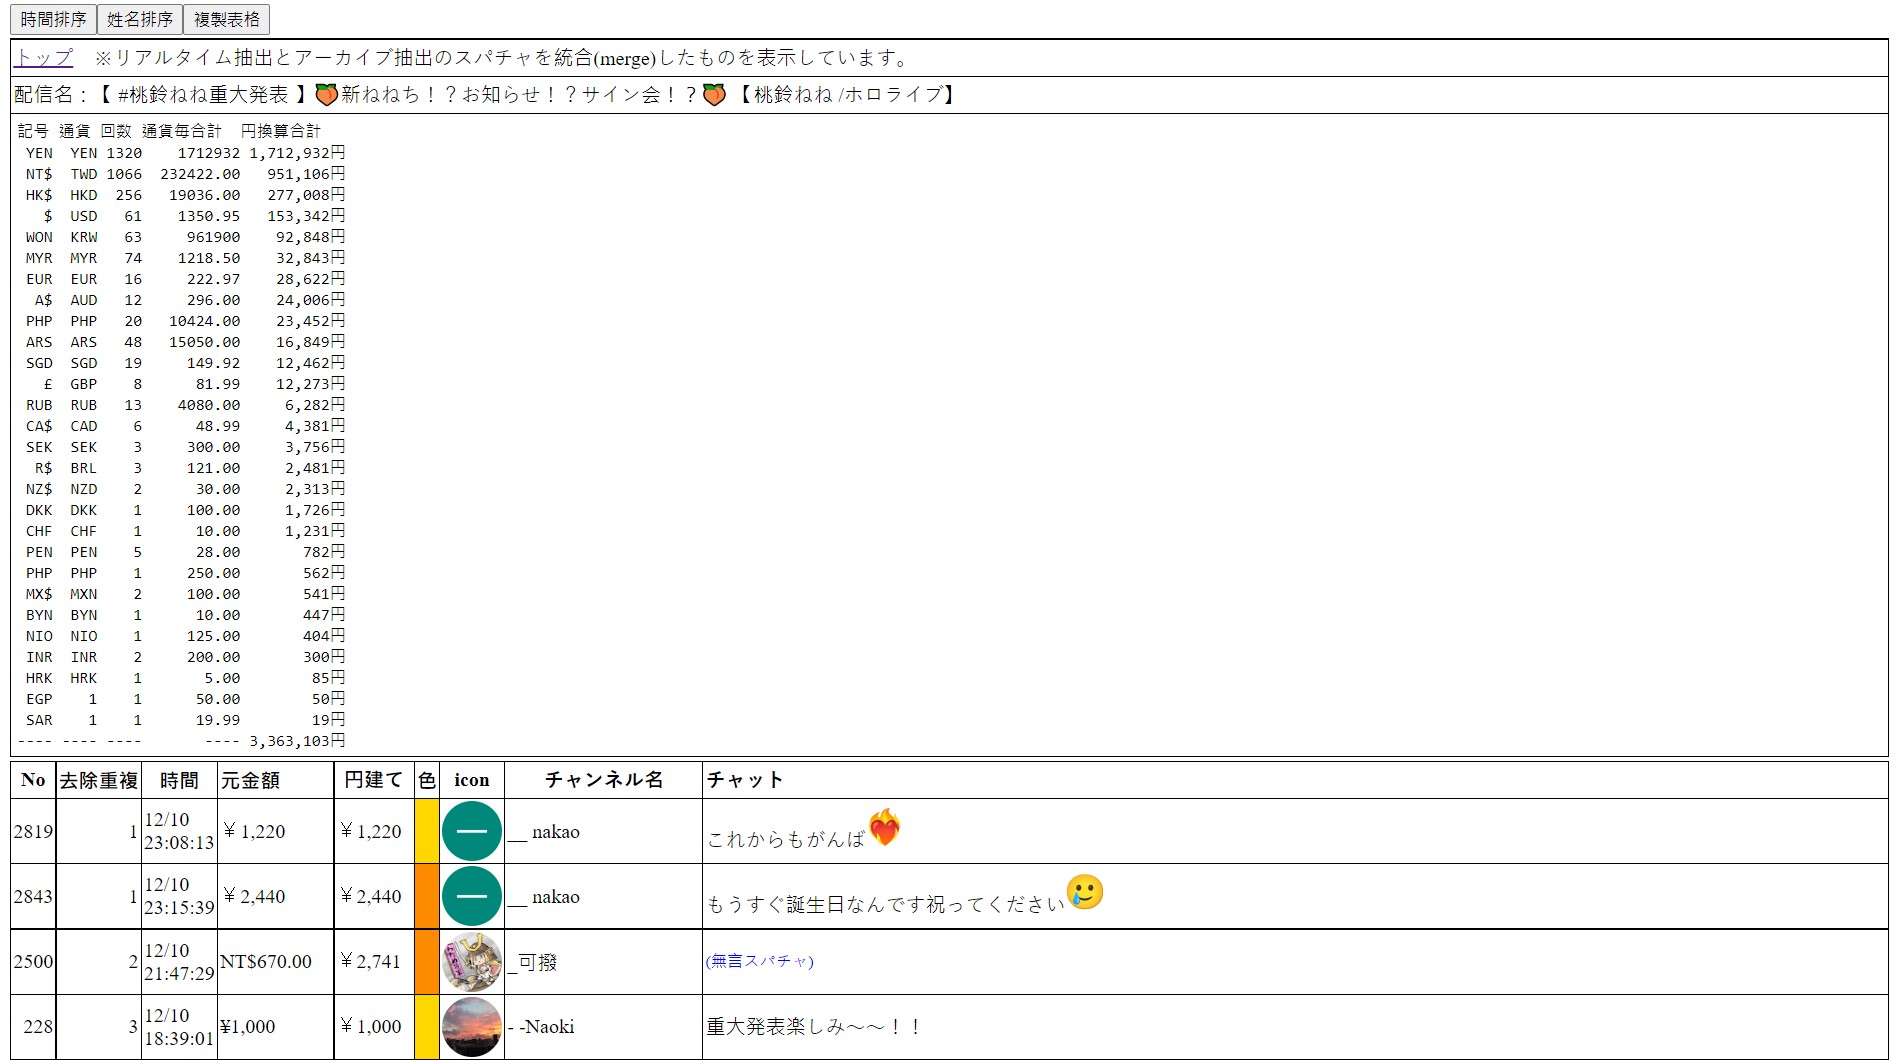 時間排序 姓名排序 複製表格
トップ ※リアルタイム抽出とアーカイブ抽出のスパチャを統合(merge)したものを表示しています。
配信名：【 #桃鈴ねね重大発表 】🍑新ねねち！？お知らせ！？サイン会！？🍑 【桃鈴ねね /ホロライブ】
記号 通貨 回数 通貨毎合計 円換算合計
YEN YEN 1320 1712932 1,712,932円
NT$ TWD 1066 232422.00 951,106円
HK$ HKD 256 19036.00 277,008円
$ USD 61 1350.95 153,342円
WON KRW 63 961900 92,848円
MYR MYR 74 1218.50 32,843円
EUR EUR 16 222.97 28,622円
A$ AUD 12 296.00 24,006円
PHP PHP 20 10424.00 23,452円
ARS ARS 48 15050.00 16,849円
SGD SGD 19 149.92 12,462円
£ GBP 8 81.99 12,273円
RUB RUB 13 4080.00 6,282円
CA$ CAD 6 48.99 4,381円
SEK SEK 3 300.00 3,756円
R$ BRL 3 121.00 2,481円
NZ$ NZD 2 30.00 2,313円
DKK DKK 1 100.00 1,726円
CHF CHF 1 10.00 1,231円
PEN PEN 5 28.00 782円
PHP PHP 1 250.00 562円
MX$ MXN 2 100.00 541円
BYN BYN 1 10.00 447円
NIO NIO 1 125.00 404円
INR INR 2 200.00 300円
HRK HRK 1 5.00 85円
EGP 1 1 50.00 50円
SAR 1 1 19.99 19円
---- ---- ---- ---- 3,363,103円
No 去除重複 時間 元金額 円建て 色 icon チャンネル名 チャット
2819 1 12/10 23:08:13 ￥1,220 ￥1,220 __ nakao これからもがんば❤️‍🔥
2843 1 12/10 23:15:39 ￥2,440 ￥2,440 __ nakao もうすぐ誕生日なんです祝ってください🥲
2500 2 12/10 21:47:29 NT$670.00 ￥2,741 _可撥 (無言スパチャ)
228 3 12/10 18:39:01 ¥1,000 ￥1,000 - -Naoki 重大発表楽しみ〜〜！！